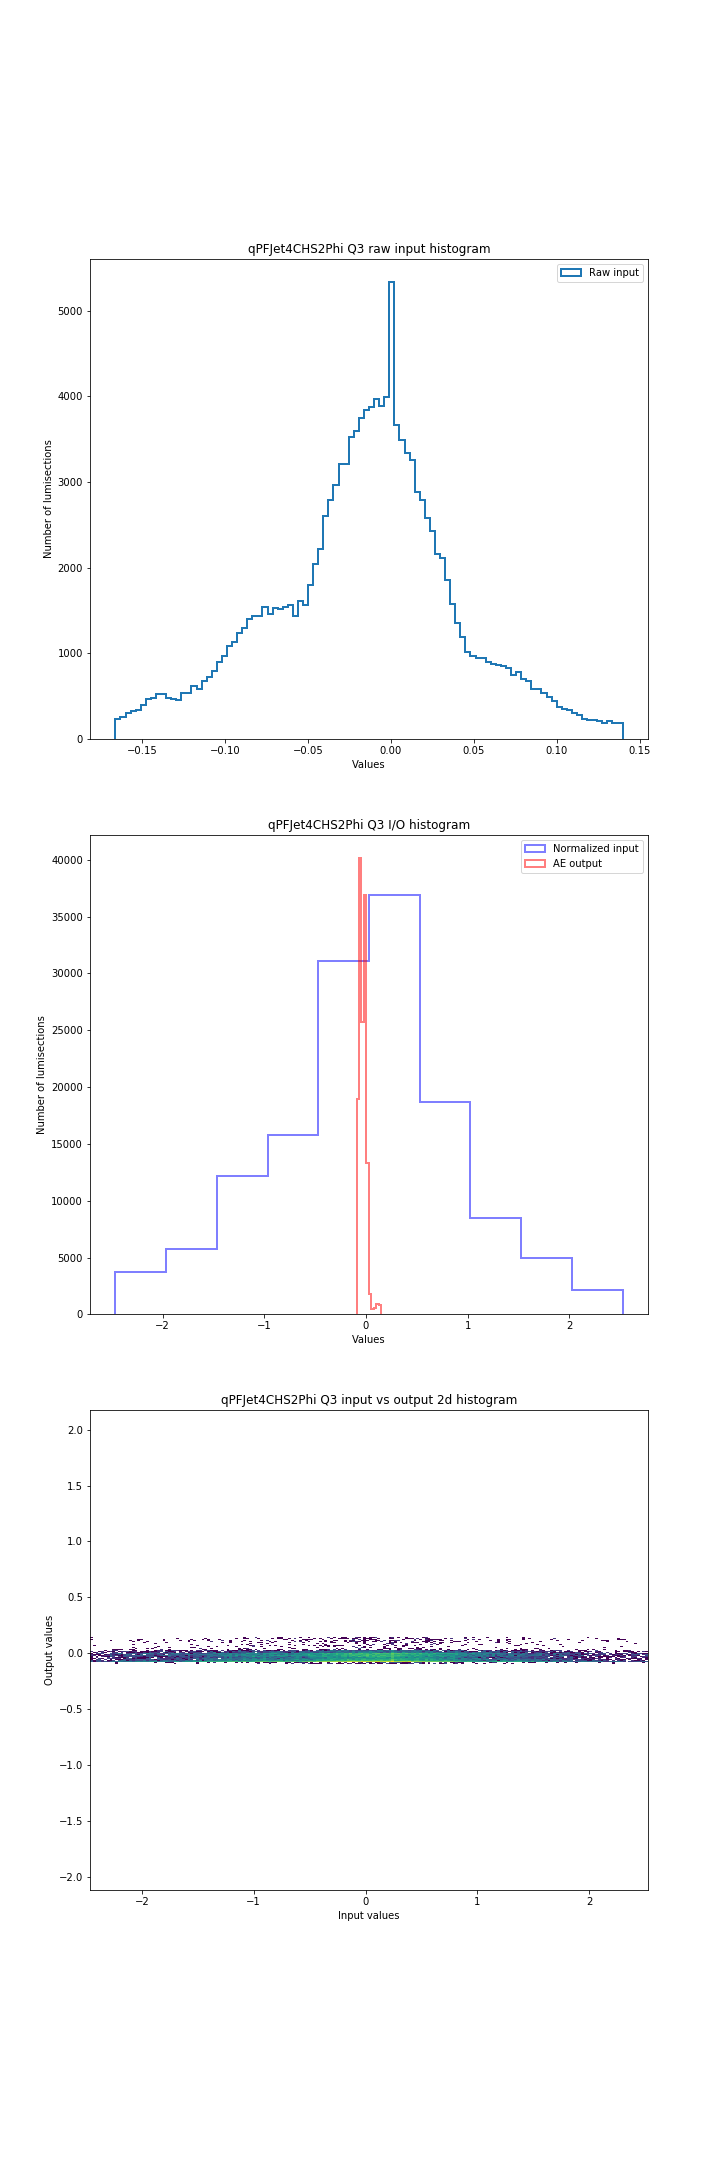 qPFJet4CHS2Phi Q3 raw input histogram
Raw input
5000
4000
3000
2000
1000
0
Number of lumisections
−0.15 −0.10 −0.05 0.00 0.05 0.10 0.15
Values
qPFJet4CHS2Phi Q3 I/O histogram
Normalized input
AE output
40000
35000
30000
25000
20000
15000
10000
5000
0
Number of lumisections
−2 −1 0 1 2
Values
qPFJet4CHS2Phi Q3 input vs output 2d histogram
2.0
1.5
1.0
0.5
0.0
−0.5
−1.0
−1.5
−2.0
Output values
−2 −1 0 1 2
Input values